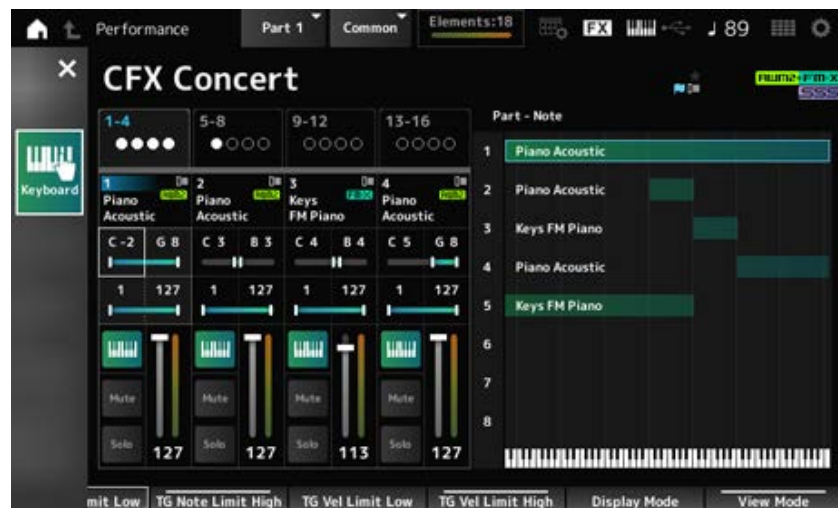 Performance Part 1 Common Elements:18 FX ♩ 89
CFX Concert
AWM2+FM-X
SSS
1-4 5-8 9-12 13-16 Part - Note
Keyboard
1 2 3 4
Piano Acoustic
AWM2
Piano Acoustic
AWM2
Keys FM Piano
FM-X
Piano Acoustic
AWM2
C -2 G 8 C 3 B 3 C 4 B 4 C 5 G 8
1 127 1 127 1 127 1 127
Mute Mute Mute Mute
Solo Solo Solo Solo
127 127 113 127
1 Piano Acoustic
2 Piano Acoustic
3 Keys FM Piano
4 Piano Acoustic
5 Keys FM Piano
6
7
8
mit Low TG Note Limit High TG Vel Limit Low TG Vel Limit High Display Mode View Mode